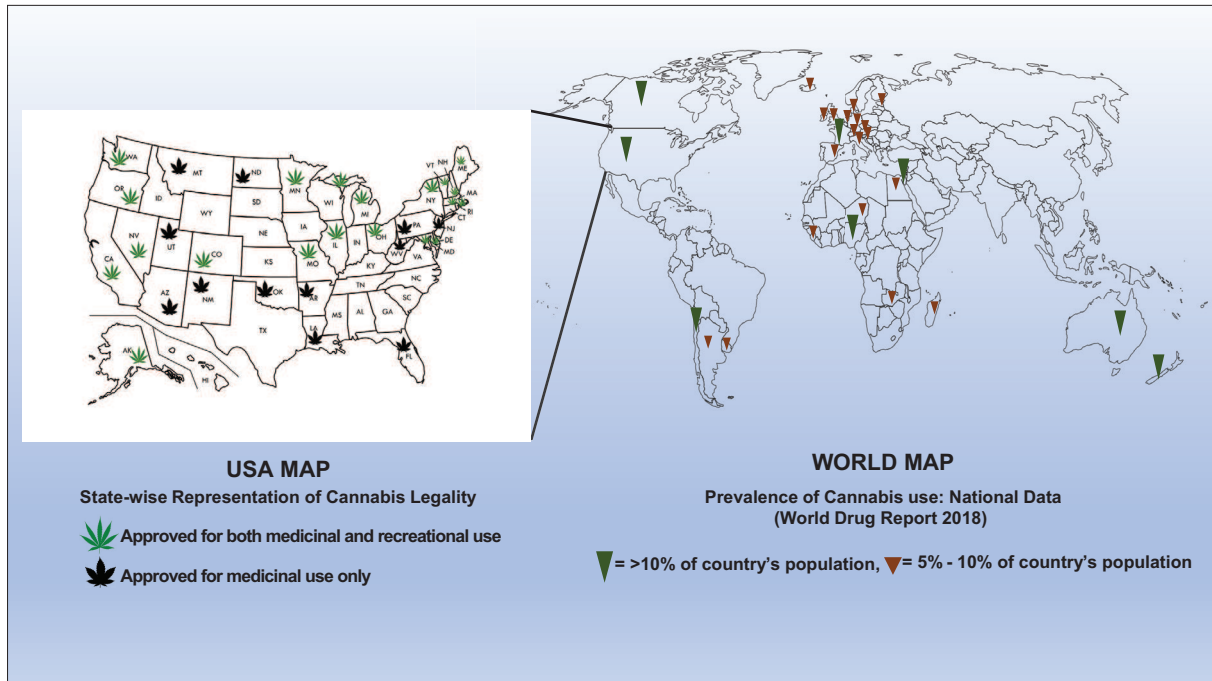 WA
MT
ND
MN
VT
NH
ME
OR
ID
WY
SD
WI
MI
NY
MA
RI
CT
NJ
NV
UT
NE
IA
IL
IN
OH
PA
DE
MD
CA
CO
KS
MO
KY
WV
VA
AZ
NM
OK
AR
TN
NC
SC
TX
LA
MS
AL
GA
FL
AK
HI
USA MAP
State-wise Representation of Cannabis Legality
Approved for both medicinal and recreational use
Approved for medicinal use only
WORLD MAP
Prevalence of Cannabis use: National Data
(World Drug Report 2018)
= >10% of country's population, = 5% - 10% of country's population